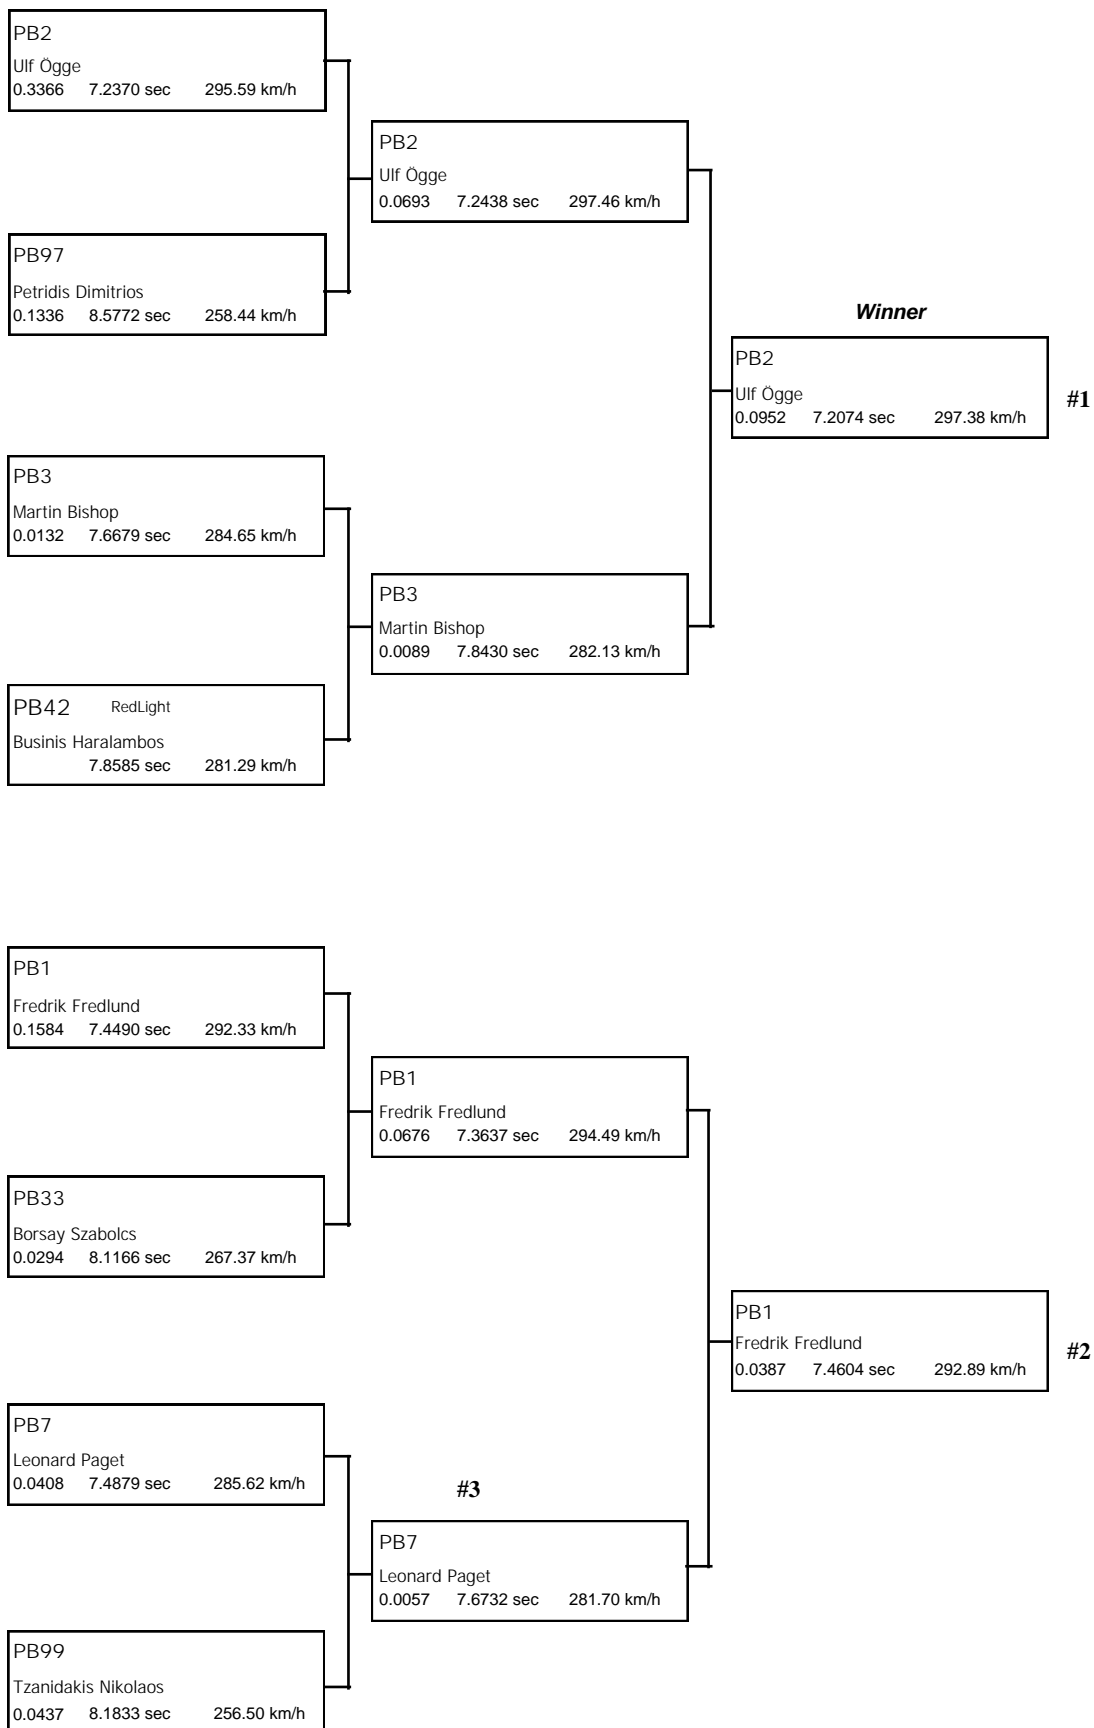 PB2
Ulf Ögge
0.3366 7.2370 sec 295.59 km/h
PB2
Ulf Ögge
0.0693 7.2438 sec 297.46 km/h
PB97
Petridis Dimitrios
0.1336 8.5772 sec 258.44 km/h
Winner
PB2
Ulf Ögge
0.0952 7.2074 sec 297.38 km/h
#1
PB3
Martin Bishop
0.0132 7.6679 sec 284.65 km/h
PB3
Martin Bishop
0.0089 7.8430 sec 282.13 km/h
PB42 RedLight
Businis Haralambos
7.8585 sec 281.29 km/h
PB1
Fredrik Fredlund
0.1584 7.4490 sec 292.33 km/h
PB1
Fredrik Fredlund
0.0676 7.3637 sec 294.49 km/h
PB33
Borsay Szabolcs
0.0294 8.1166 sec 267.37 km/h
PB1
Fredrik Fredlund
0.0387 7.4604 sec 292.89 km/h
#2
PB7
Leonard Paget
0.0408 7.4879 sec 285.62 km/h
#3
PB7
Leonard Paget
0.0057 7.6732 sec 281.70 km/h
PB99
Tzanidakis Nikolaos
0.0437 8.1833 sec 256.50 km/h